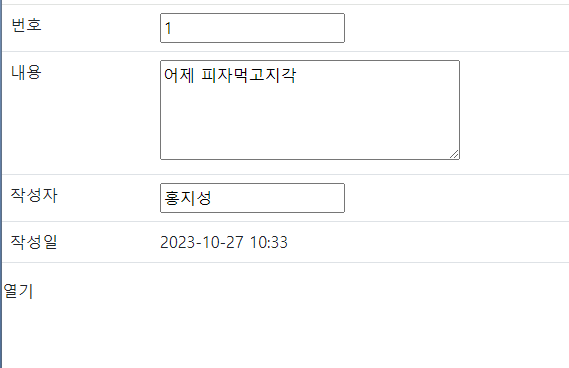 번호 1
내용 어제 피자먹고지각
작성자 홍지성
작성일 2023-10-27 10:33
열기